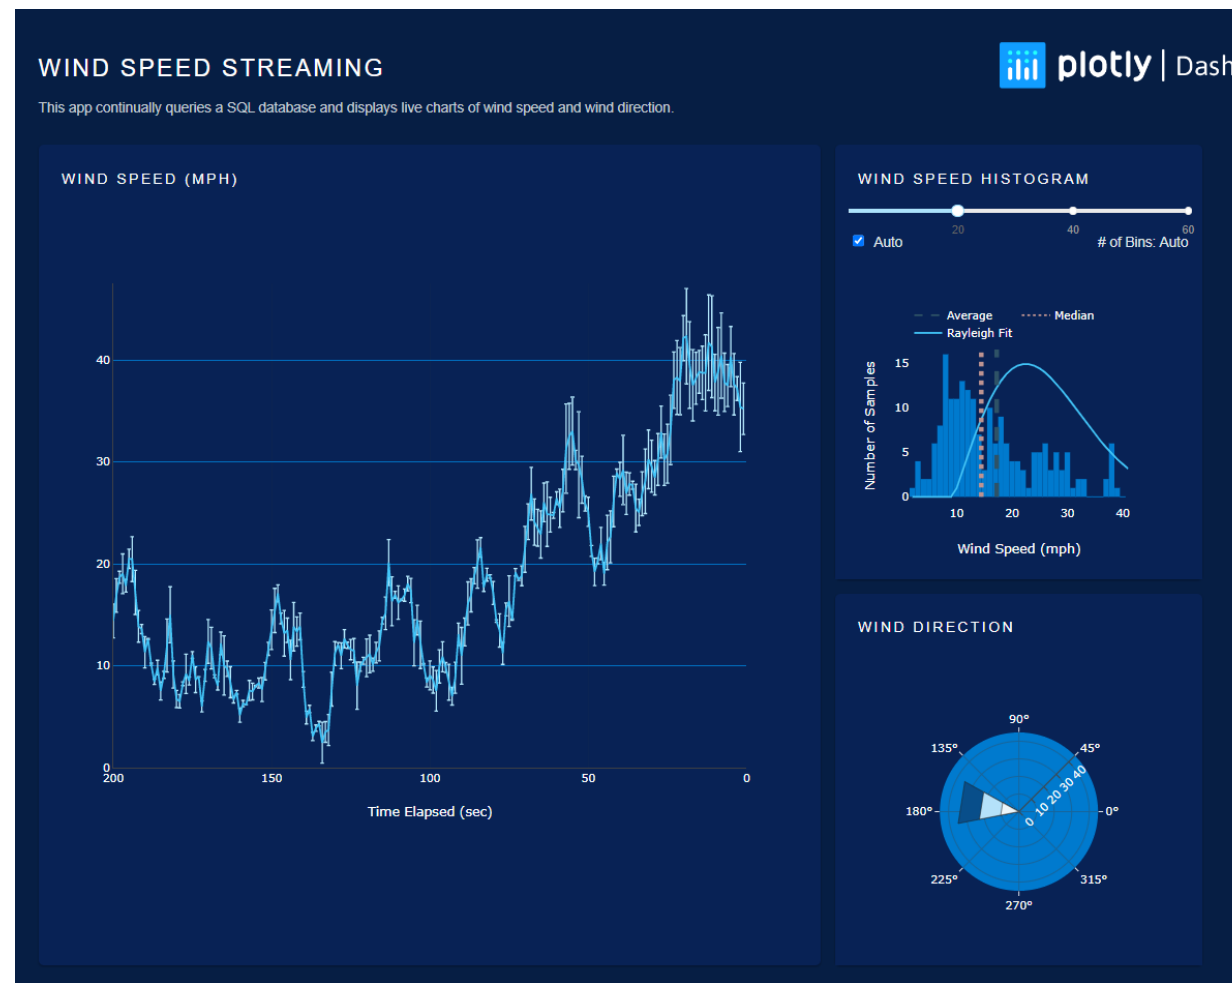 WIND SPEED STREAMING
plotly | Dash
This app continually queries a SQL database and displays live charts of wind speed and wind direction.
WIND SPEED (MPH)
40
30
20
10
0
200
150
100
50
0
Time Elapsed (sec)
WIND SPEED HISTOGRAM
20
40
60
Auto
# of Bins: Auto
Average
Median
Rayleigh Fit
Number of Samples
15
10
5
0
10
20
30
40
Wind Speed (mph)
WIND DIRECTION
90°
135°
45°
180°
0°
225°
315°
270°
0
10
20
30
40